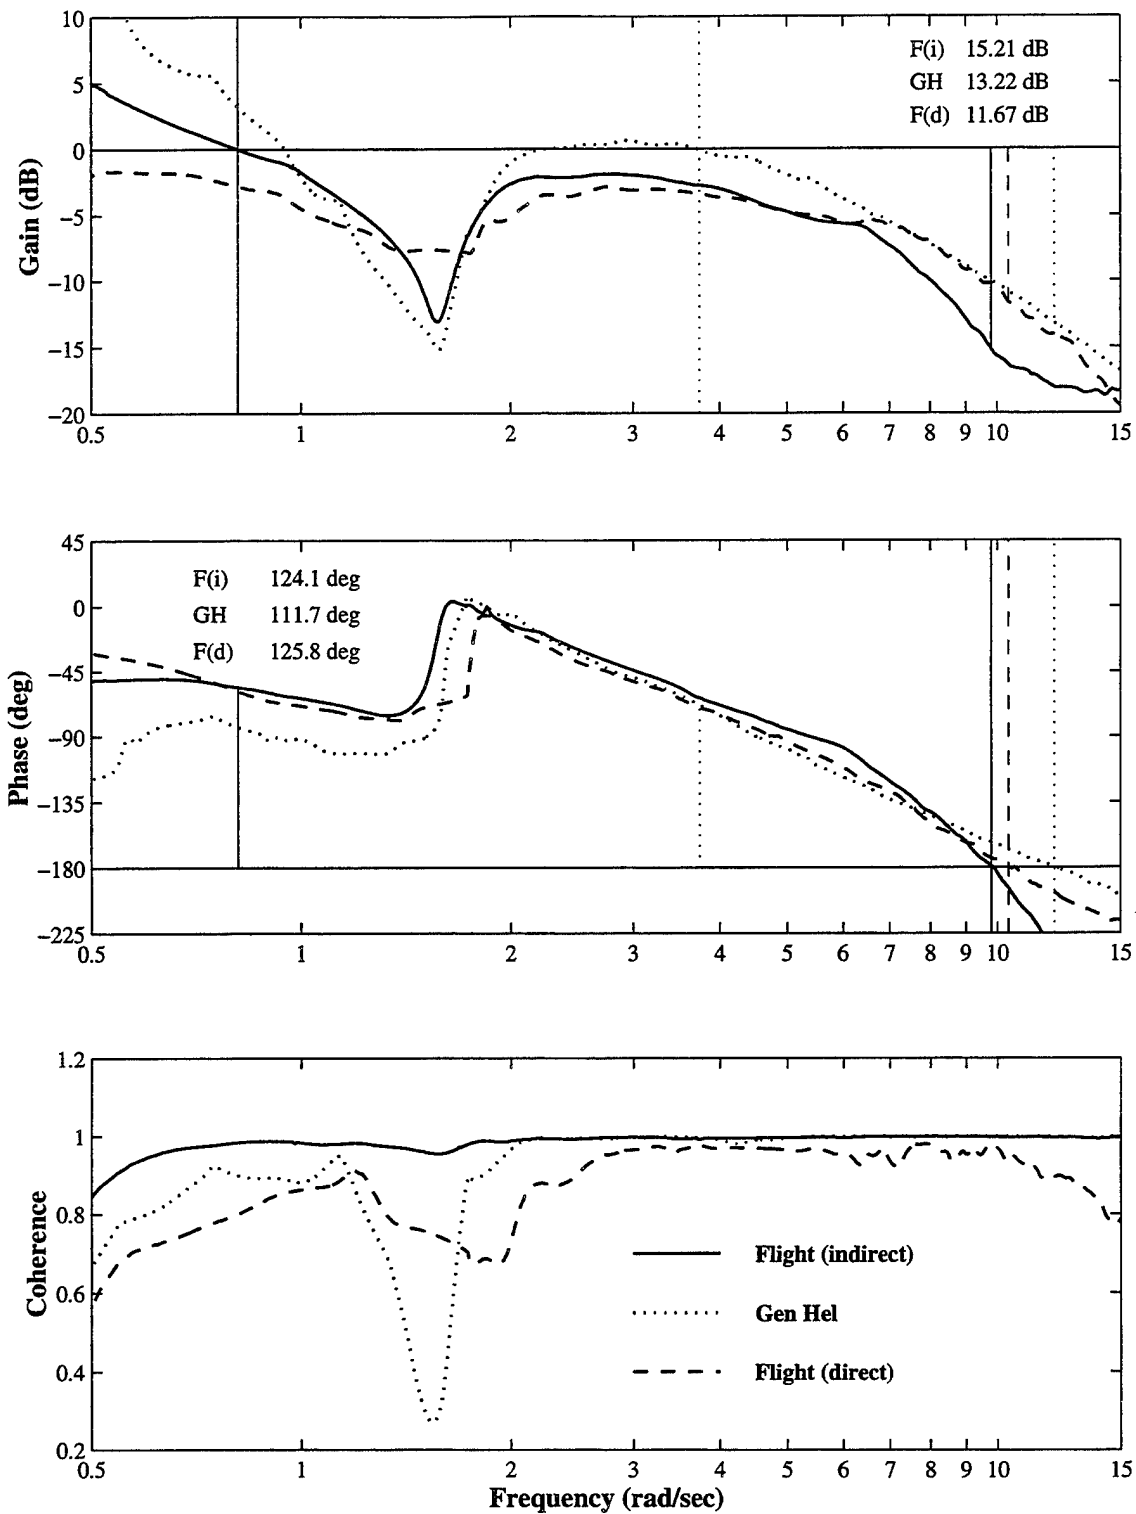 10
5
0
−5
−10
−15
−20
Gain (dB)
F(i) 15.21 dB
GH 13.22 dB
F(d) 11.67 dB
0.5 1 2 3 4 5 6 7 8 9 10 15
45
0
−45
−90
−135
−180
−225
Phase (deg)
F(i) 124.1 deg
GH 111.7 deg
F(d) 125.8 deg
0.5 1 2 3 4 5 6 7 8 9 10 15
1.2
1
0.8
0.6
0.4
0.2
Coherence
Flight (indirect)
Gen Hel
Flight (direct)
0.5 1 2 3 4 5 6 7 8 9 10 15
Frequency (rad/sec)